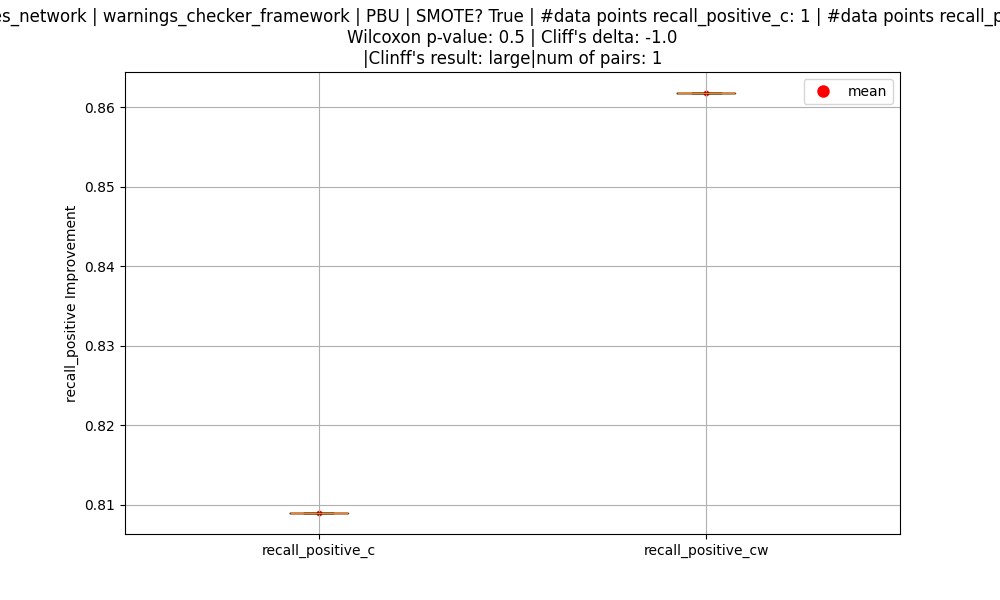 | warnings_checker_framework | PBU | SMOTE? True | #data points recall_positive_c: 1 | #data points
Wilcoxon p-value: 0.5 | Cliff's delta: -1.0
|Clinff's result: large|num of pairs: 1
mean
0.86
0.85
0.84
0.83
0.82
0.81
recall_positive Improvement
recall_positive_c
recall_positive_cw